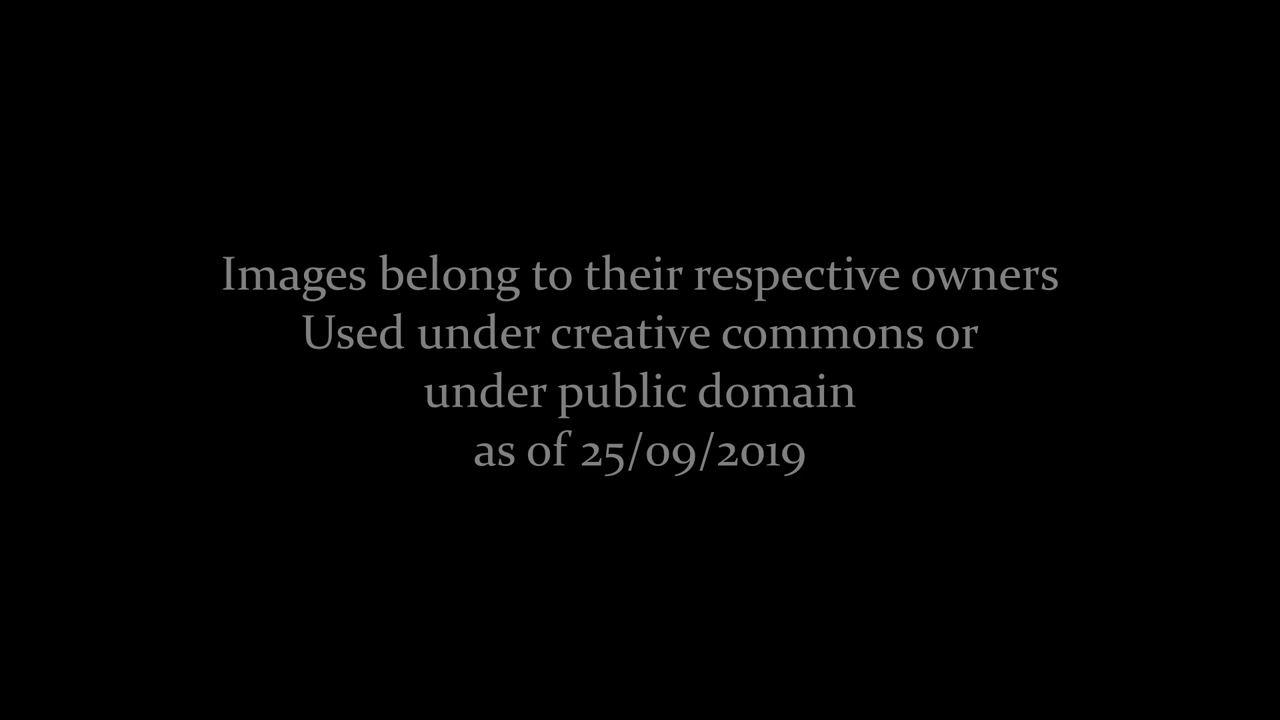 Images belong to their respective owners
Used under creative commons or
under public domain
as of 25/09/2019